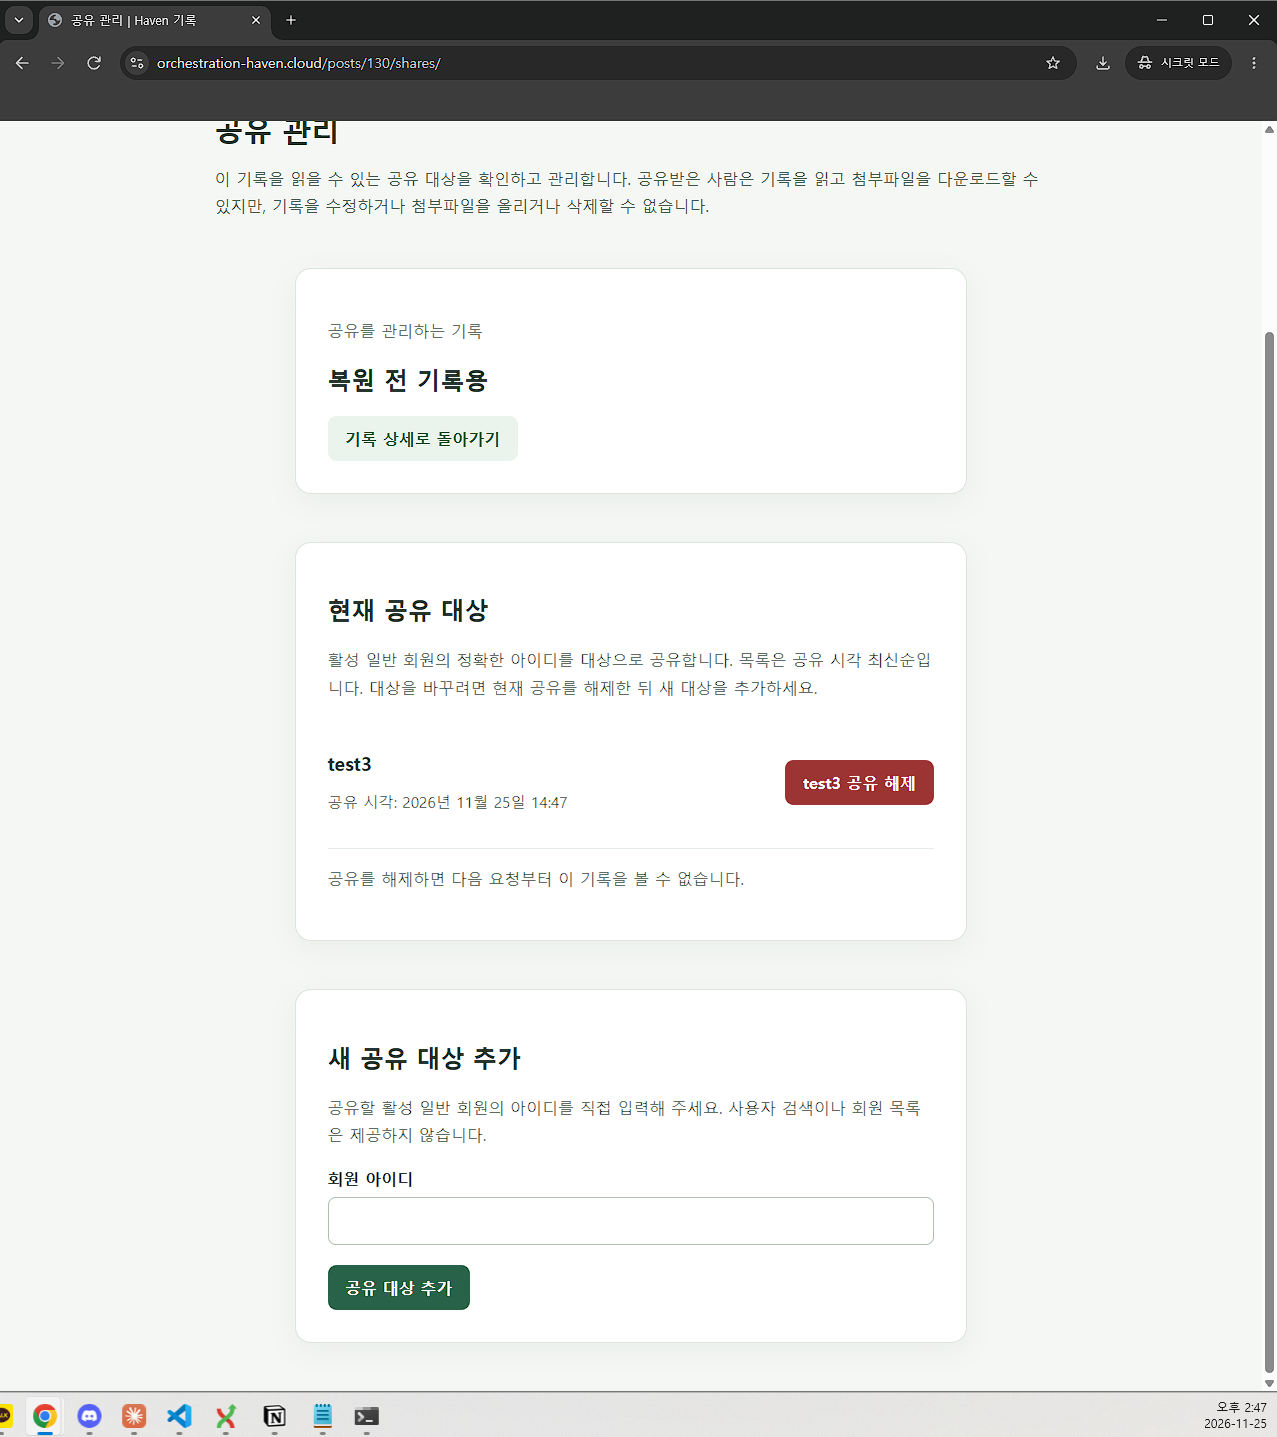 공유 관리 | Haven 기록
orchestration-haven.cloud/posts/130/shares/
시크릿 모드
공유 관리
이 기록을 읽을 수 있는 공유 대상을 확인하고 관리합니다. 공유받은 사람은 기록을 읽고 첨부파일을 다운로드할 수
있지만, 기록을 수정하거나 첨부파일을 올리거나 삭제할 수 없습니다.
공유를 관리하는 기록
복원 전 기록용
기록 상세로 돌아가기
현재 공유 대상
활성 일반 회원의 정확한 아이디를 대상으로 공유합니다. 목록은 공유 시각 최신순입
니다. 대상을 바꾸려면 현재 공유를 해제한 뒤 새 대상을 추가하세요.
test3
공유 시각: 2026년 11월 25일 14:47
test3 공유 해제
공유를 해제하면 다음 요청부터 이 기록을 볼 수 없습니다.
새 공유 대상 추가
공유할 활성 일반 회원의 아이디를 직접 입력해 주세요. 사용자 검색이나 회원 목록
은 제공하지 않습니다.
회원 아이디
공유 대상 추가
오후 2:47
2026-11-25